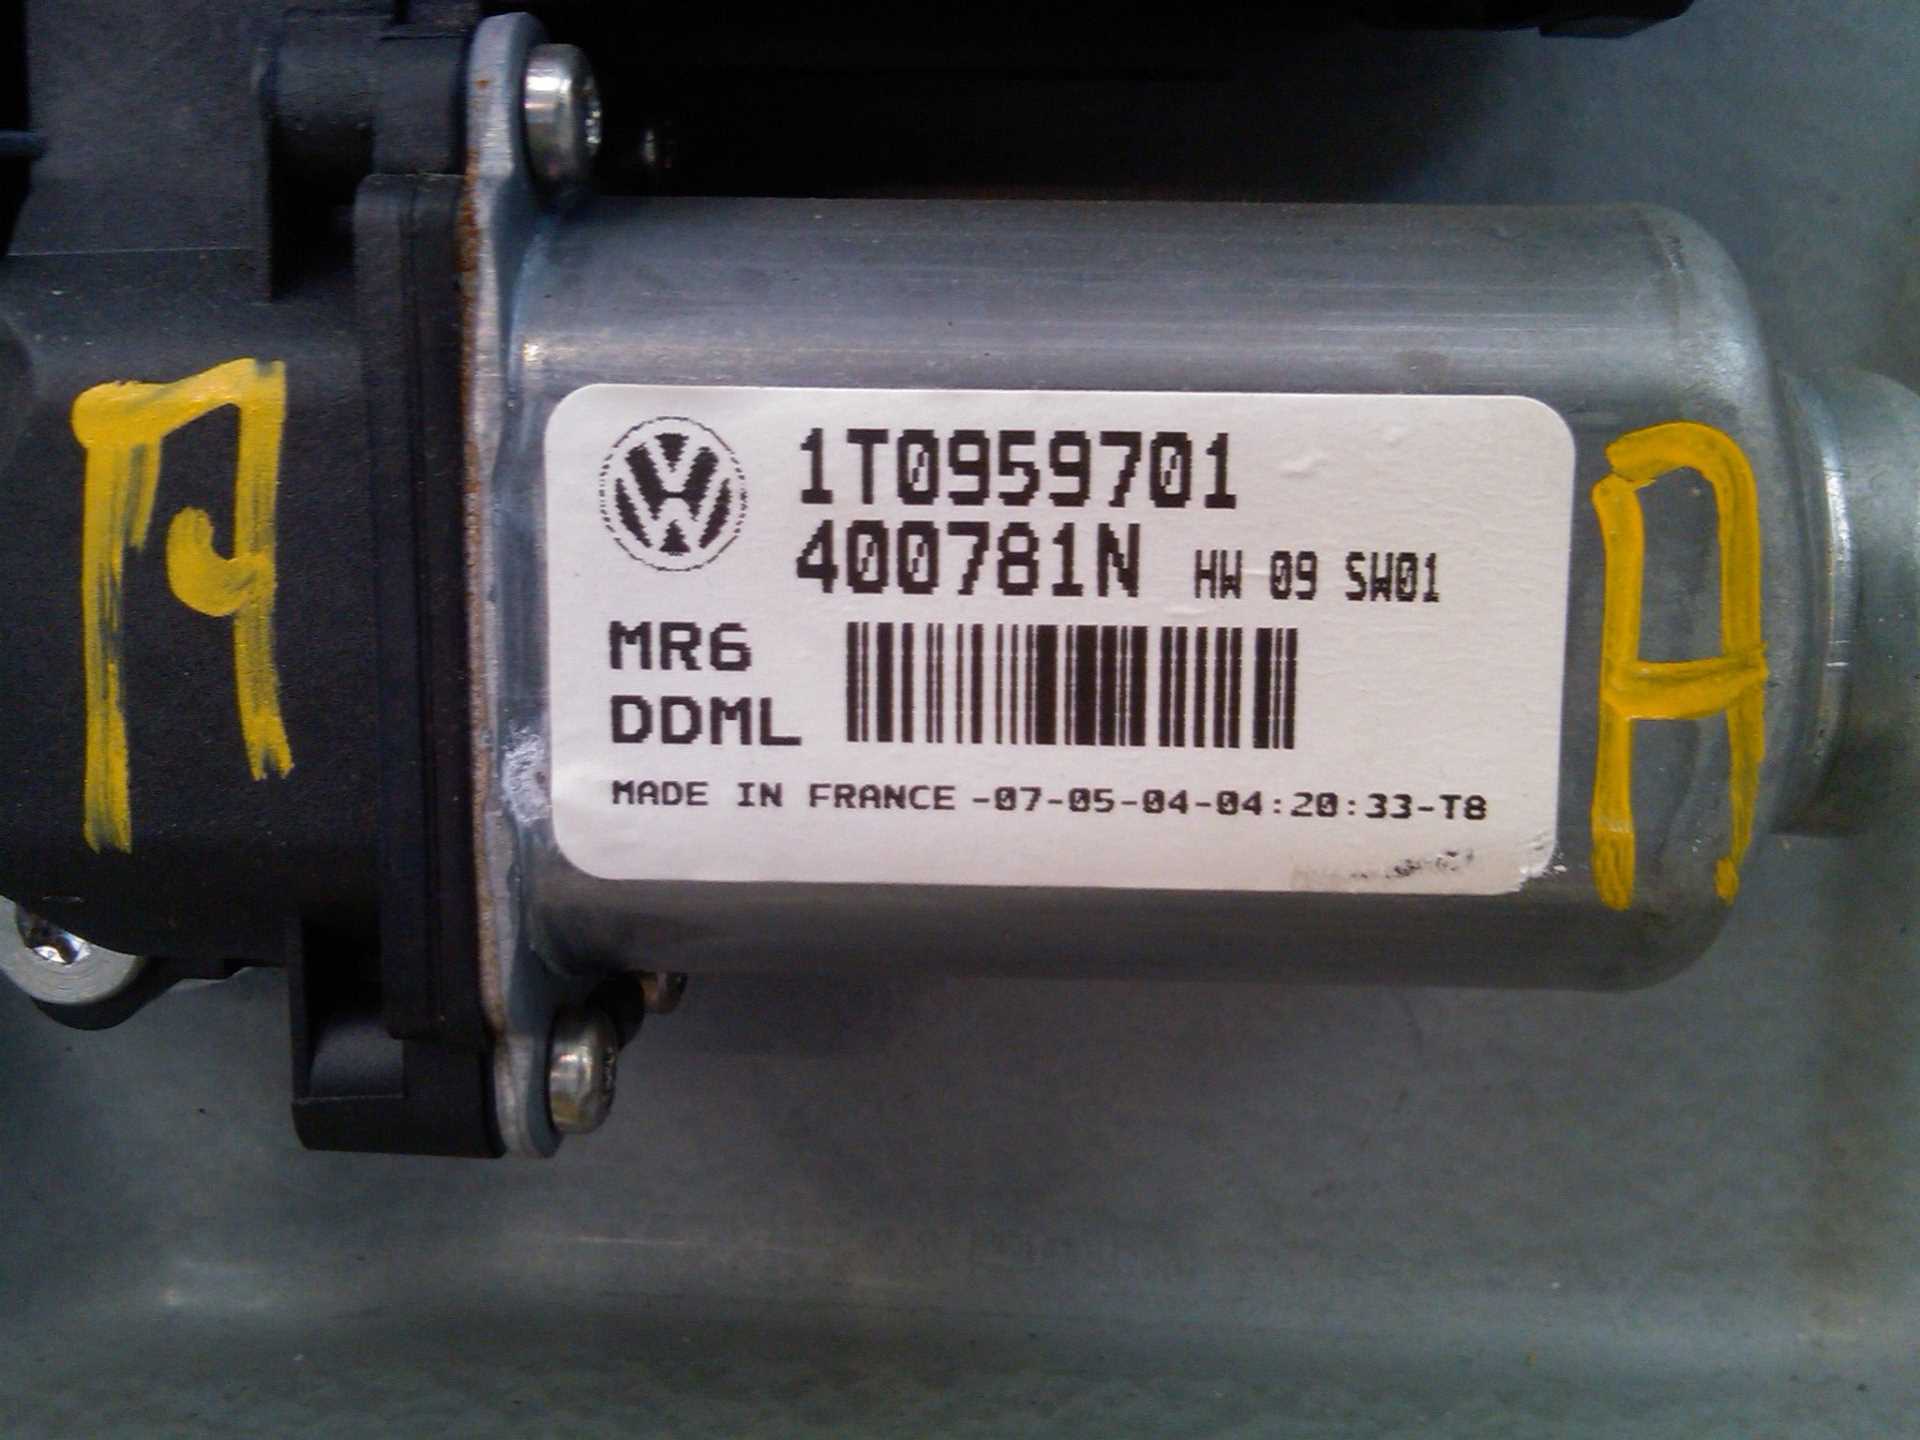 1T0959701
400781N HW 09 SW01
MR6
DDML
MADE IN FRANCE -07-05-04-04:20:33-T8
A